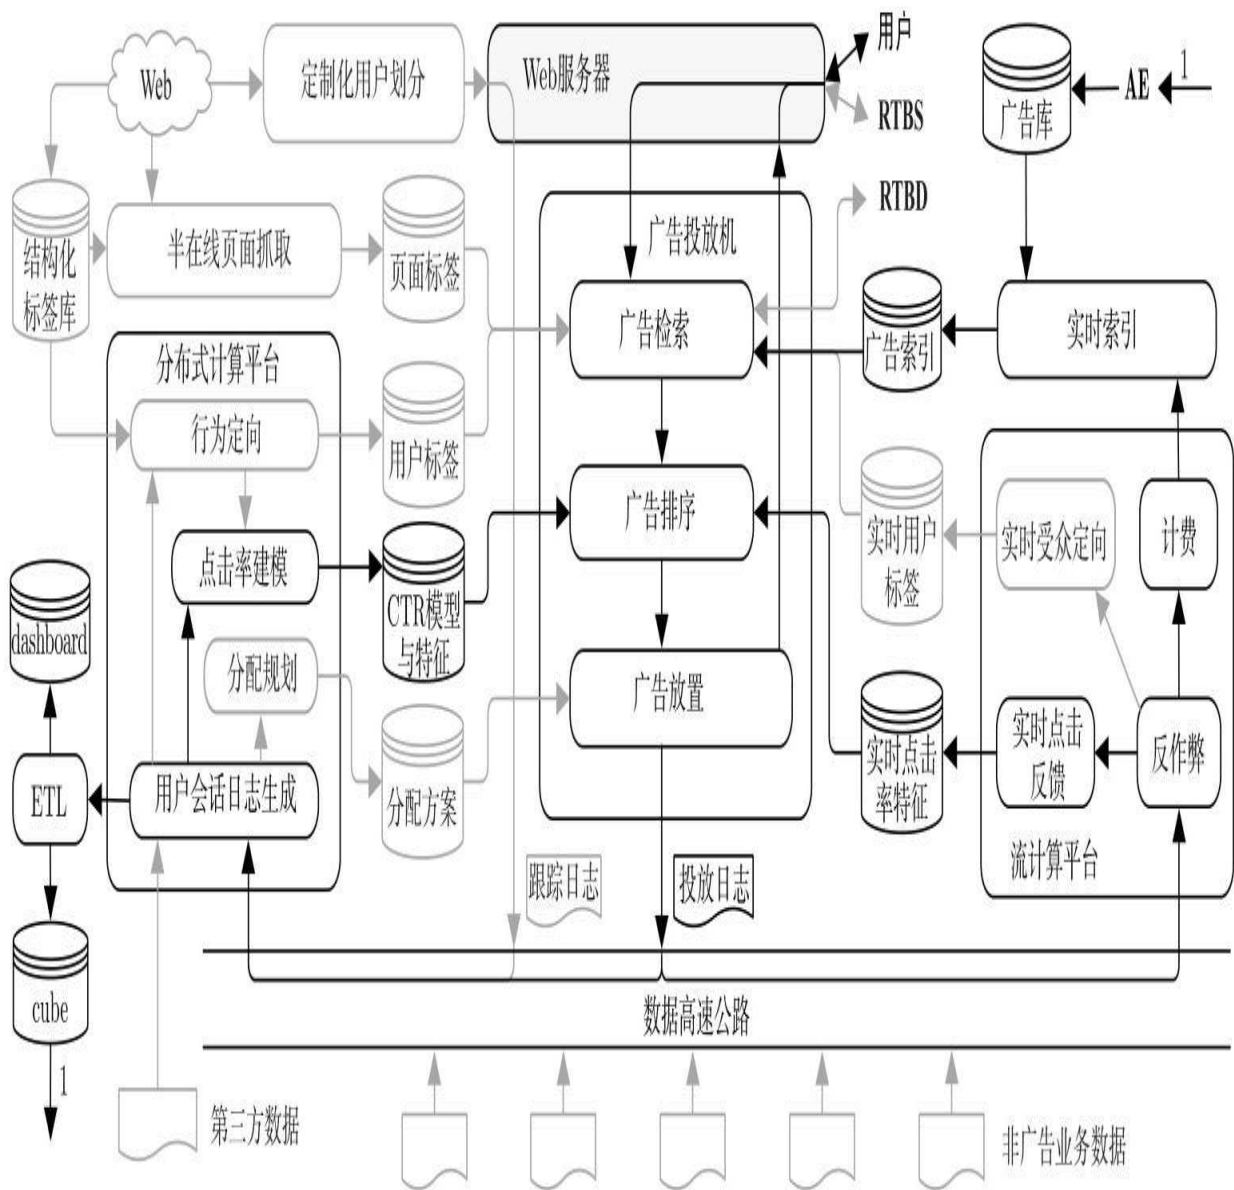 Web
定制化用户划分
Web服务器
用户
RTBS
RTBD
广告库
AE
1
结构化
标签库
半在线页面抓取
页面标签
广告投放机
广告检索
广告索引
实时索引
分布式计算平台
行为定向
用户标签
广告排序
实时用户
标签
实时受众定向
计费
点击率建模
CTR模型
与特征
dashboard
分配规划
广告放置
实时点击
率特征
实时点击
反馈
反作弊
ETL
用户会话日志生成
分配方案
流计算平台
跟踪日志
投放日志
cube
数据高速公路
1
第三方数据
非广告业务数据